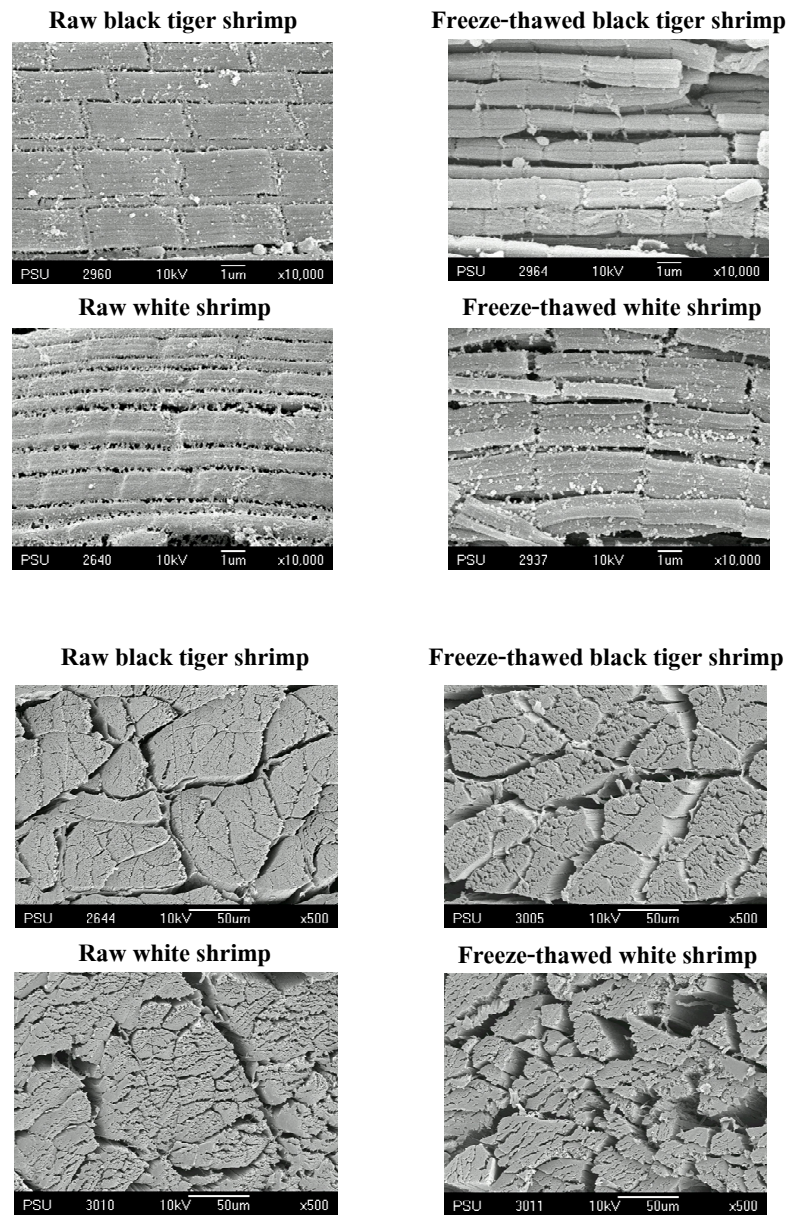 Raw black tiger shrimp
Freeze-thawed black tiger shrimp
PSU 2960 10kV 1um x10,000
PSU 2964 10kV 1um x10,000
Raw white shrimp
Freeze-thawed white shrimp
PSU 2640 10kV 1um x10,000
PSU 2937 10kV 1um x10,000
Raw black tiger shrimp
Freeze-thawed black tiger shrimp
PSU 2644 10kV 50um x500
PSU 3005 10kV 50um x500
Raw white shrimp
Freeze-thawed white shrimp
PSU 3010 10kV 50um x500
PSU 3011 10kV 50um x500